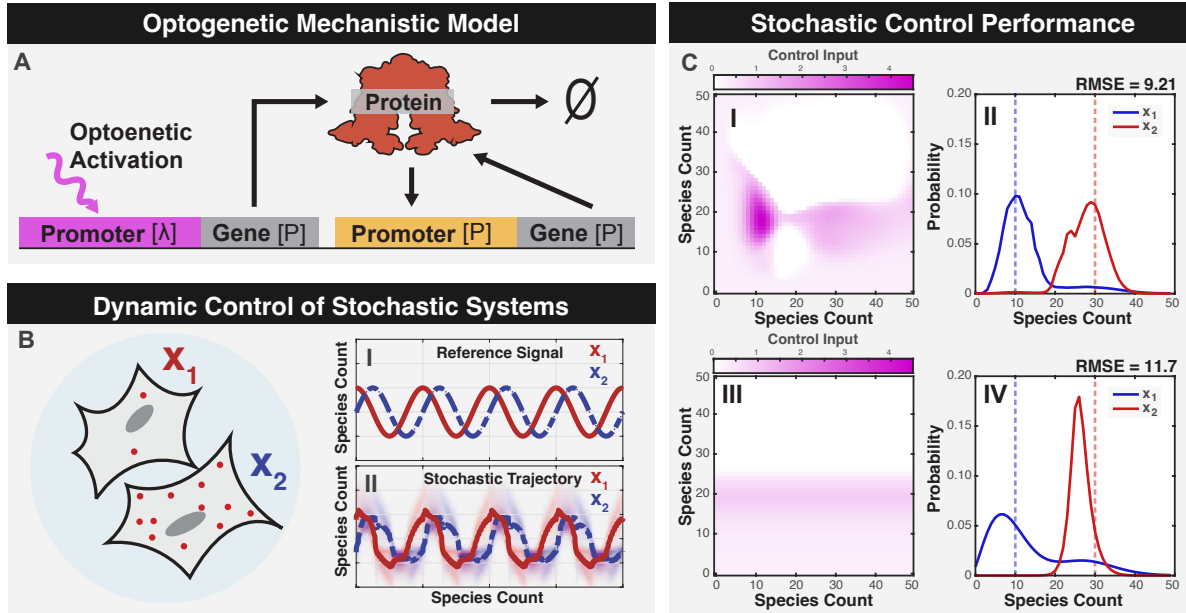 Optogenetic Mechanistic Model
A
Protein
Ø
Optoenetic
Activation
Promoter [λ]
Gene [P]
Promoter [P]
Gene [P]
Dynamic Control of Stochastic Systems
B
X1
X2
I
Reference Signal
X1
X2
Species Count
II
Stochastic Trajectory
X1
X2
Species Count
Species Count
Stochastic Control Performance
C
Control Input
0 1 2 3 4
I
50
40
30
20
10
0
Species Count
0 10 20 30 40 50
Species Count
RMSE = 9.21
II
x1
x2
0.20
0.15
0.10
0.05
0
Probability
0 10 20 30 40 50
Species Count
Control Input
0 1 2 3 4
III
50
40
30
20
10
0
Species Count
0 10 20 30 40 50
Species Count
RMSE = 11.7
IV
x1
x2
0.20
0.15
0.10
0.05
0
Probability
0 10 20 30 40 50
Species Count